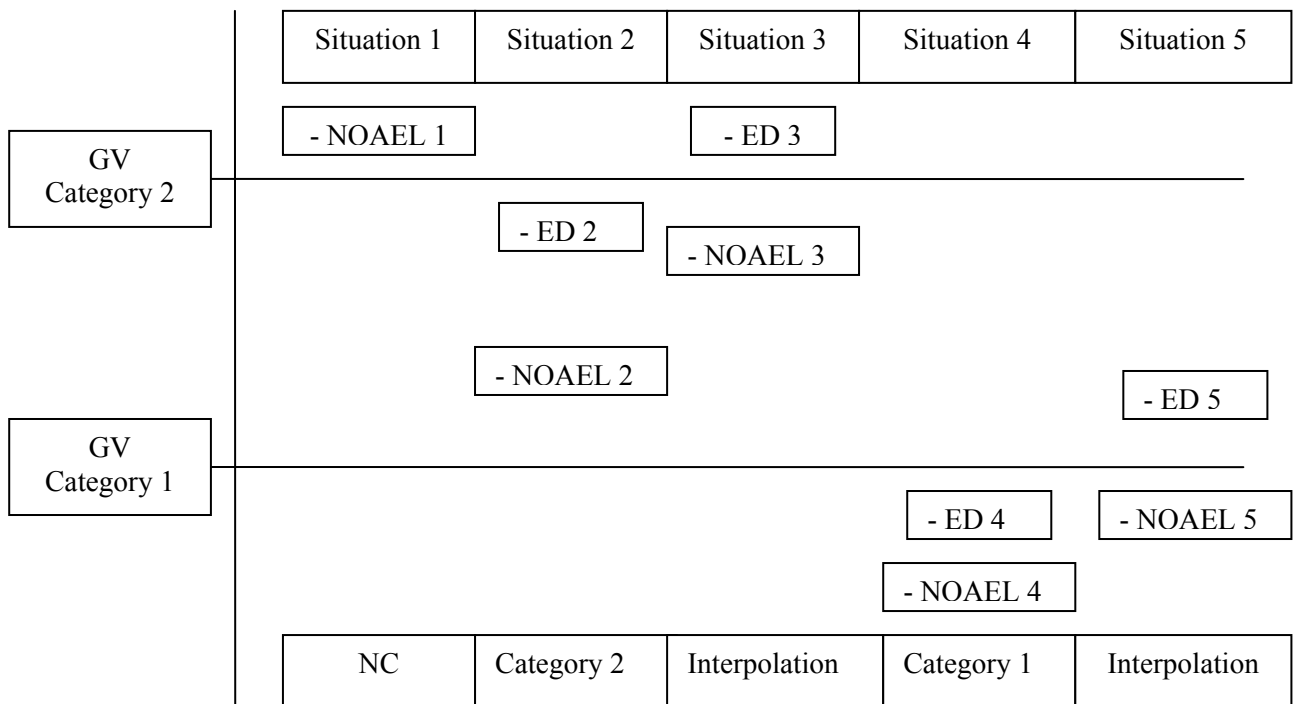 Situation 1 Situation 2 Situation 3 Situation 4 Situation 5
- NOAEL 1 - ED 3
GV
Category 2
- ED 2
- NOAEL 3
- NOAEL 2
- ED 5
GV
Category 1
- ED 4 - NOAEL 5
- NOAEL 4
NC Category 2 Interpolation Category 1 Interpolation